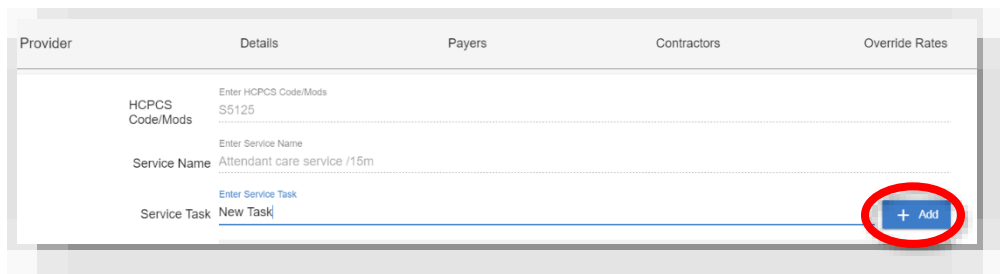 Provider Details Payers Contractors Override Rates
Enter HCPCS Code/Mods
HCPCS
Code/Mods
S5125
Enter Service Name
Service Name Attendant care service /15m
Enter Service Task
Service Task New Task
+ Add